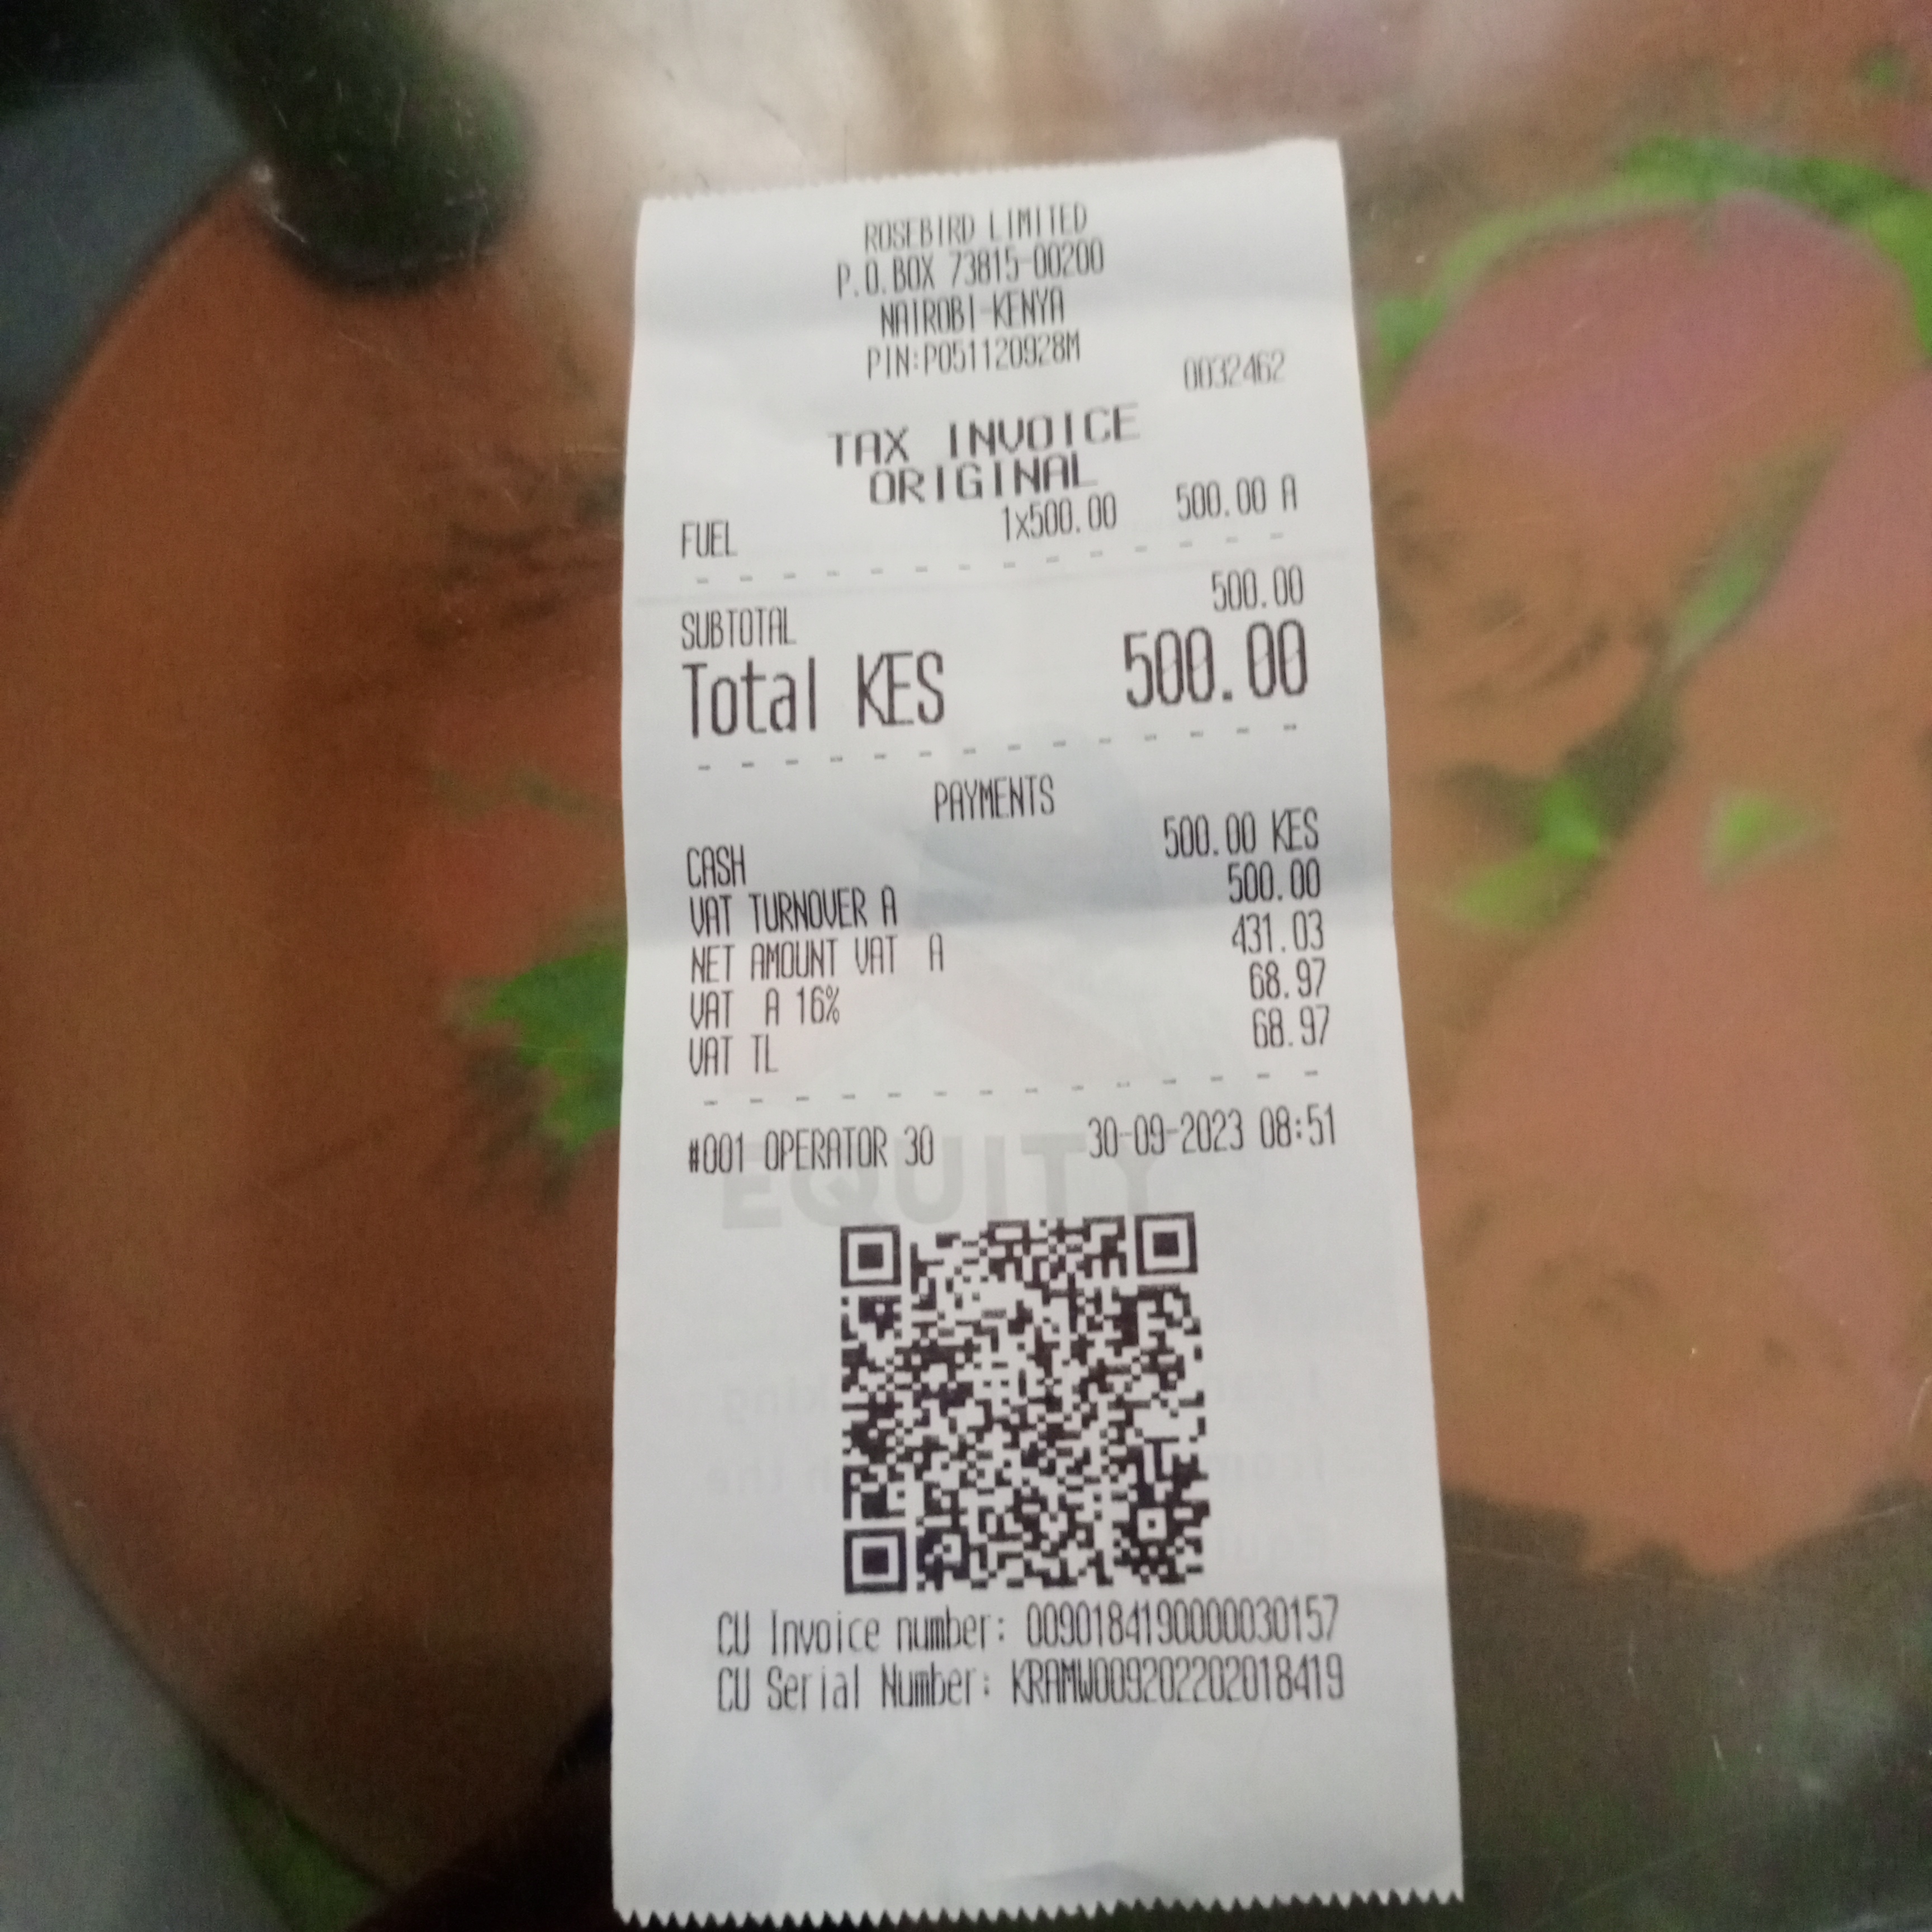 ROSEBIRD LIMITED
P.O.BOX 73815-00200
NAIROBI-KENYA
PIN:P051120928M
0032462
TAX INVOICE
ORIGINAL
FUEL 1x500.00 500.00 A
SUBTOTAL 500.00
Total KES 500.00
PAYMENTS
CASH 500.00 KES
VAT TURNOVER A 500.00
NET AMOUNT VAT A 431.03
VAT A 16% 68.97
VAT TL 68.97
#001 OPERATOR 30 30-09-2023 08:51
EQUITY
CU Invoice number: 0090184190000030157
CU Serial Number: KRAMW009202202018419